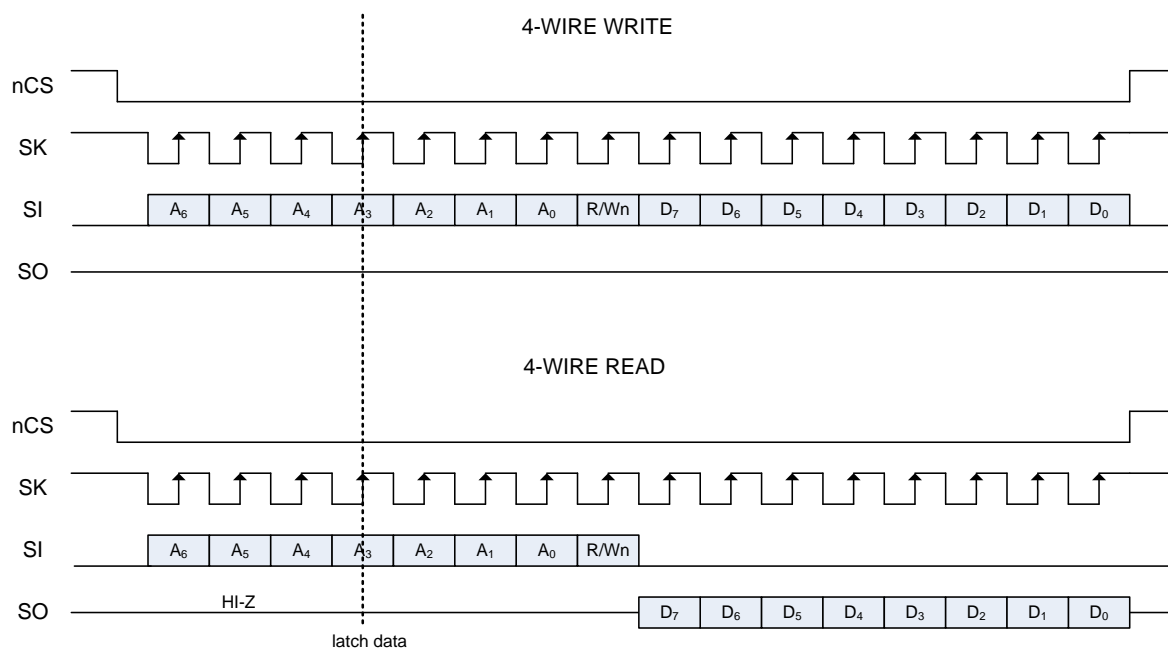 4-WIRE WRITE
nCS
SK
SI A₆ A₅ A₄ A₃ A₂ A₁ A₀ R/Wn D₇ D₆ D₅ D₄ D₃ D₂ D₁ D₀
SO
4-WIRE READ
nCS
SK
SI A₆ A₅ A₄ A₃ A₂ A₁ A₀ R/Wn
SO HI-Z D₇ D₆ D₅ D₄ D₃ D₂ D₁ D₀
latch data